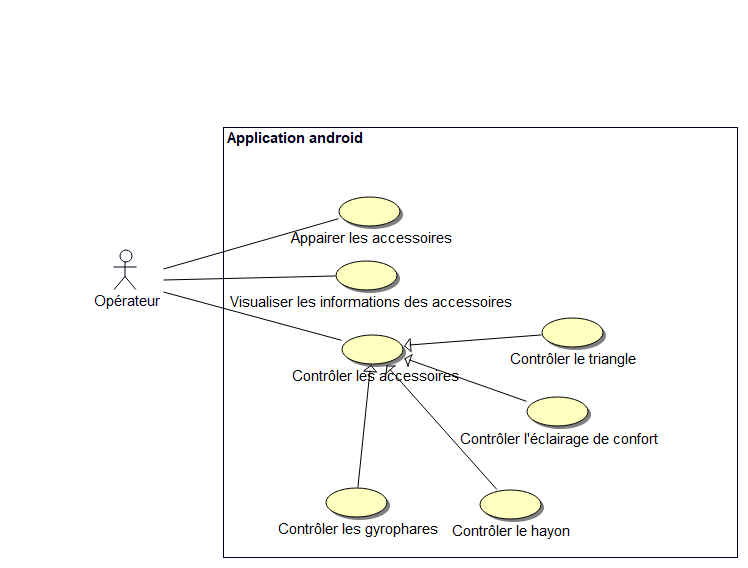 Application android
Appairer les accessoires
Opérateur
Visualiser les informations des accessoires
Contrôler le triangle
Contrôler les accessoires
Contrôler l'éclairage de confort
Contrôler les gyrophares
Contrôler le hayon